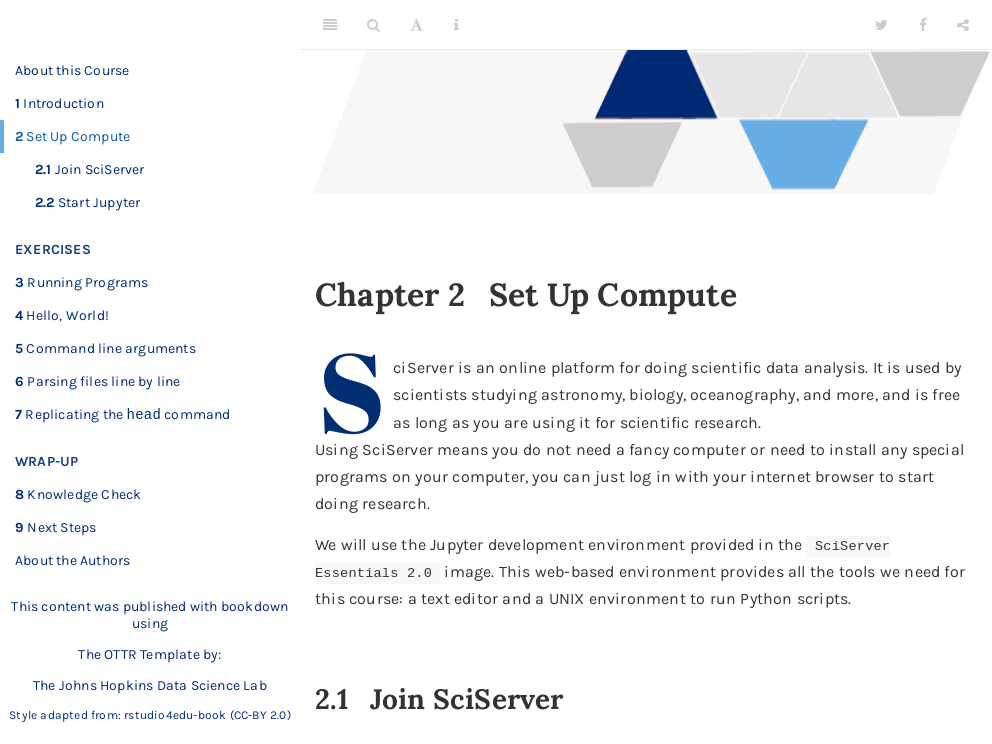 About this Course
1 Introduction
2 Set Up Compute
2.1 Join SciServer
2.2 Start Jupyter
EXERCISES
3 Running Programs
4 Hello, World!
5 Command line arguments
6 Parsing files line by line
7 Replicating the head command
WRAP-UP
8 Knowledge Check
9 Next Steps
About the Authors
This content was published with bookdown
using
The OTTR Template by:
The Johns Hopkins Data Science Lab
Style adapted from: rstudio4edu-book (CC-BY 2.0)
Chapter 2 Set Up Compute
SciServer is an online platform for doing scientific data analysis. It is used by
scientists studying astronomy, biology, oceanography, and more, and is free
as long as you are using it for scientific research.
Using SciServer means you do not need a fancy computer or need to install any special
programs on your computer, you can just log in with your internet browser to start
doing research.
We will use the Jupyter development environment provided in the SciServer
Essentials 2.0 image. This web-based environment provides all the tools we need for
this course: a text editor and a UNIX environment to run Python scripts.
2.1 Join SciServer